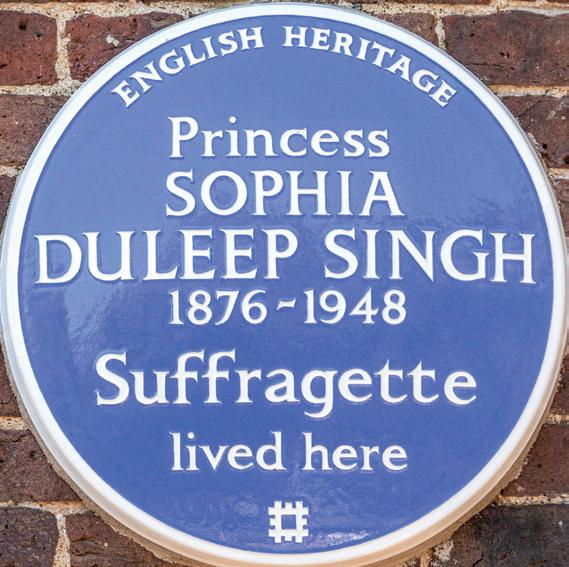 ENGLISH HERITAGE
Princess
SOPHIA
DULEEP SINGH
1876-1948
Suffragette
lived here